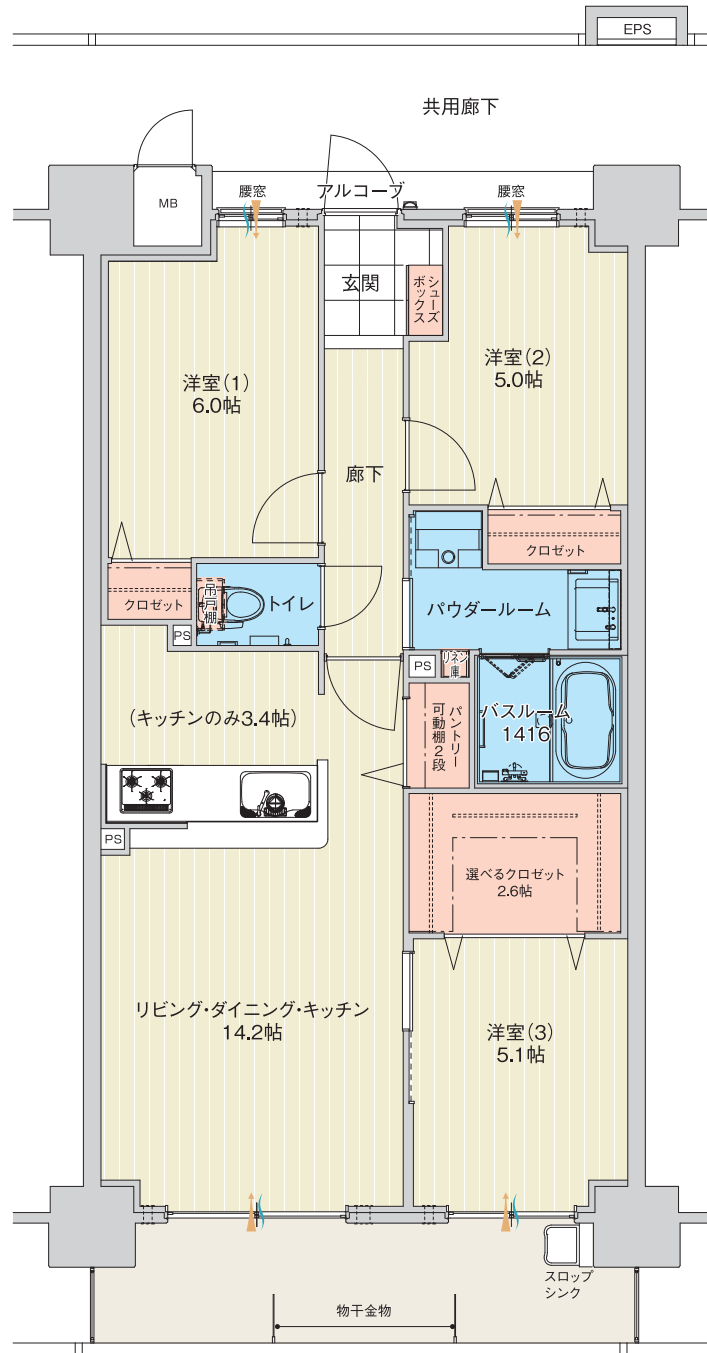 EPS
共用廊下
MB
腰窓
アルコーブ
腰窓
玄関
シューズ
ボックス
洋室(1)
6.0帖
洋室(2)
5.0帖
廊下
クロゼット
クロゼット
吊戸棚
トイレ
パウダールーム
PS
PS
リネン
庫
(キッチンのみ3.4帖)
パントリー
可動棚2段
バスルーム
1416
PS
選べるクロゼット
2.6帖
リビング・ダイニング・キッチン
14.2帖
洋室(3)
5.1帖
スロップ
シンク
物干金物